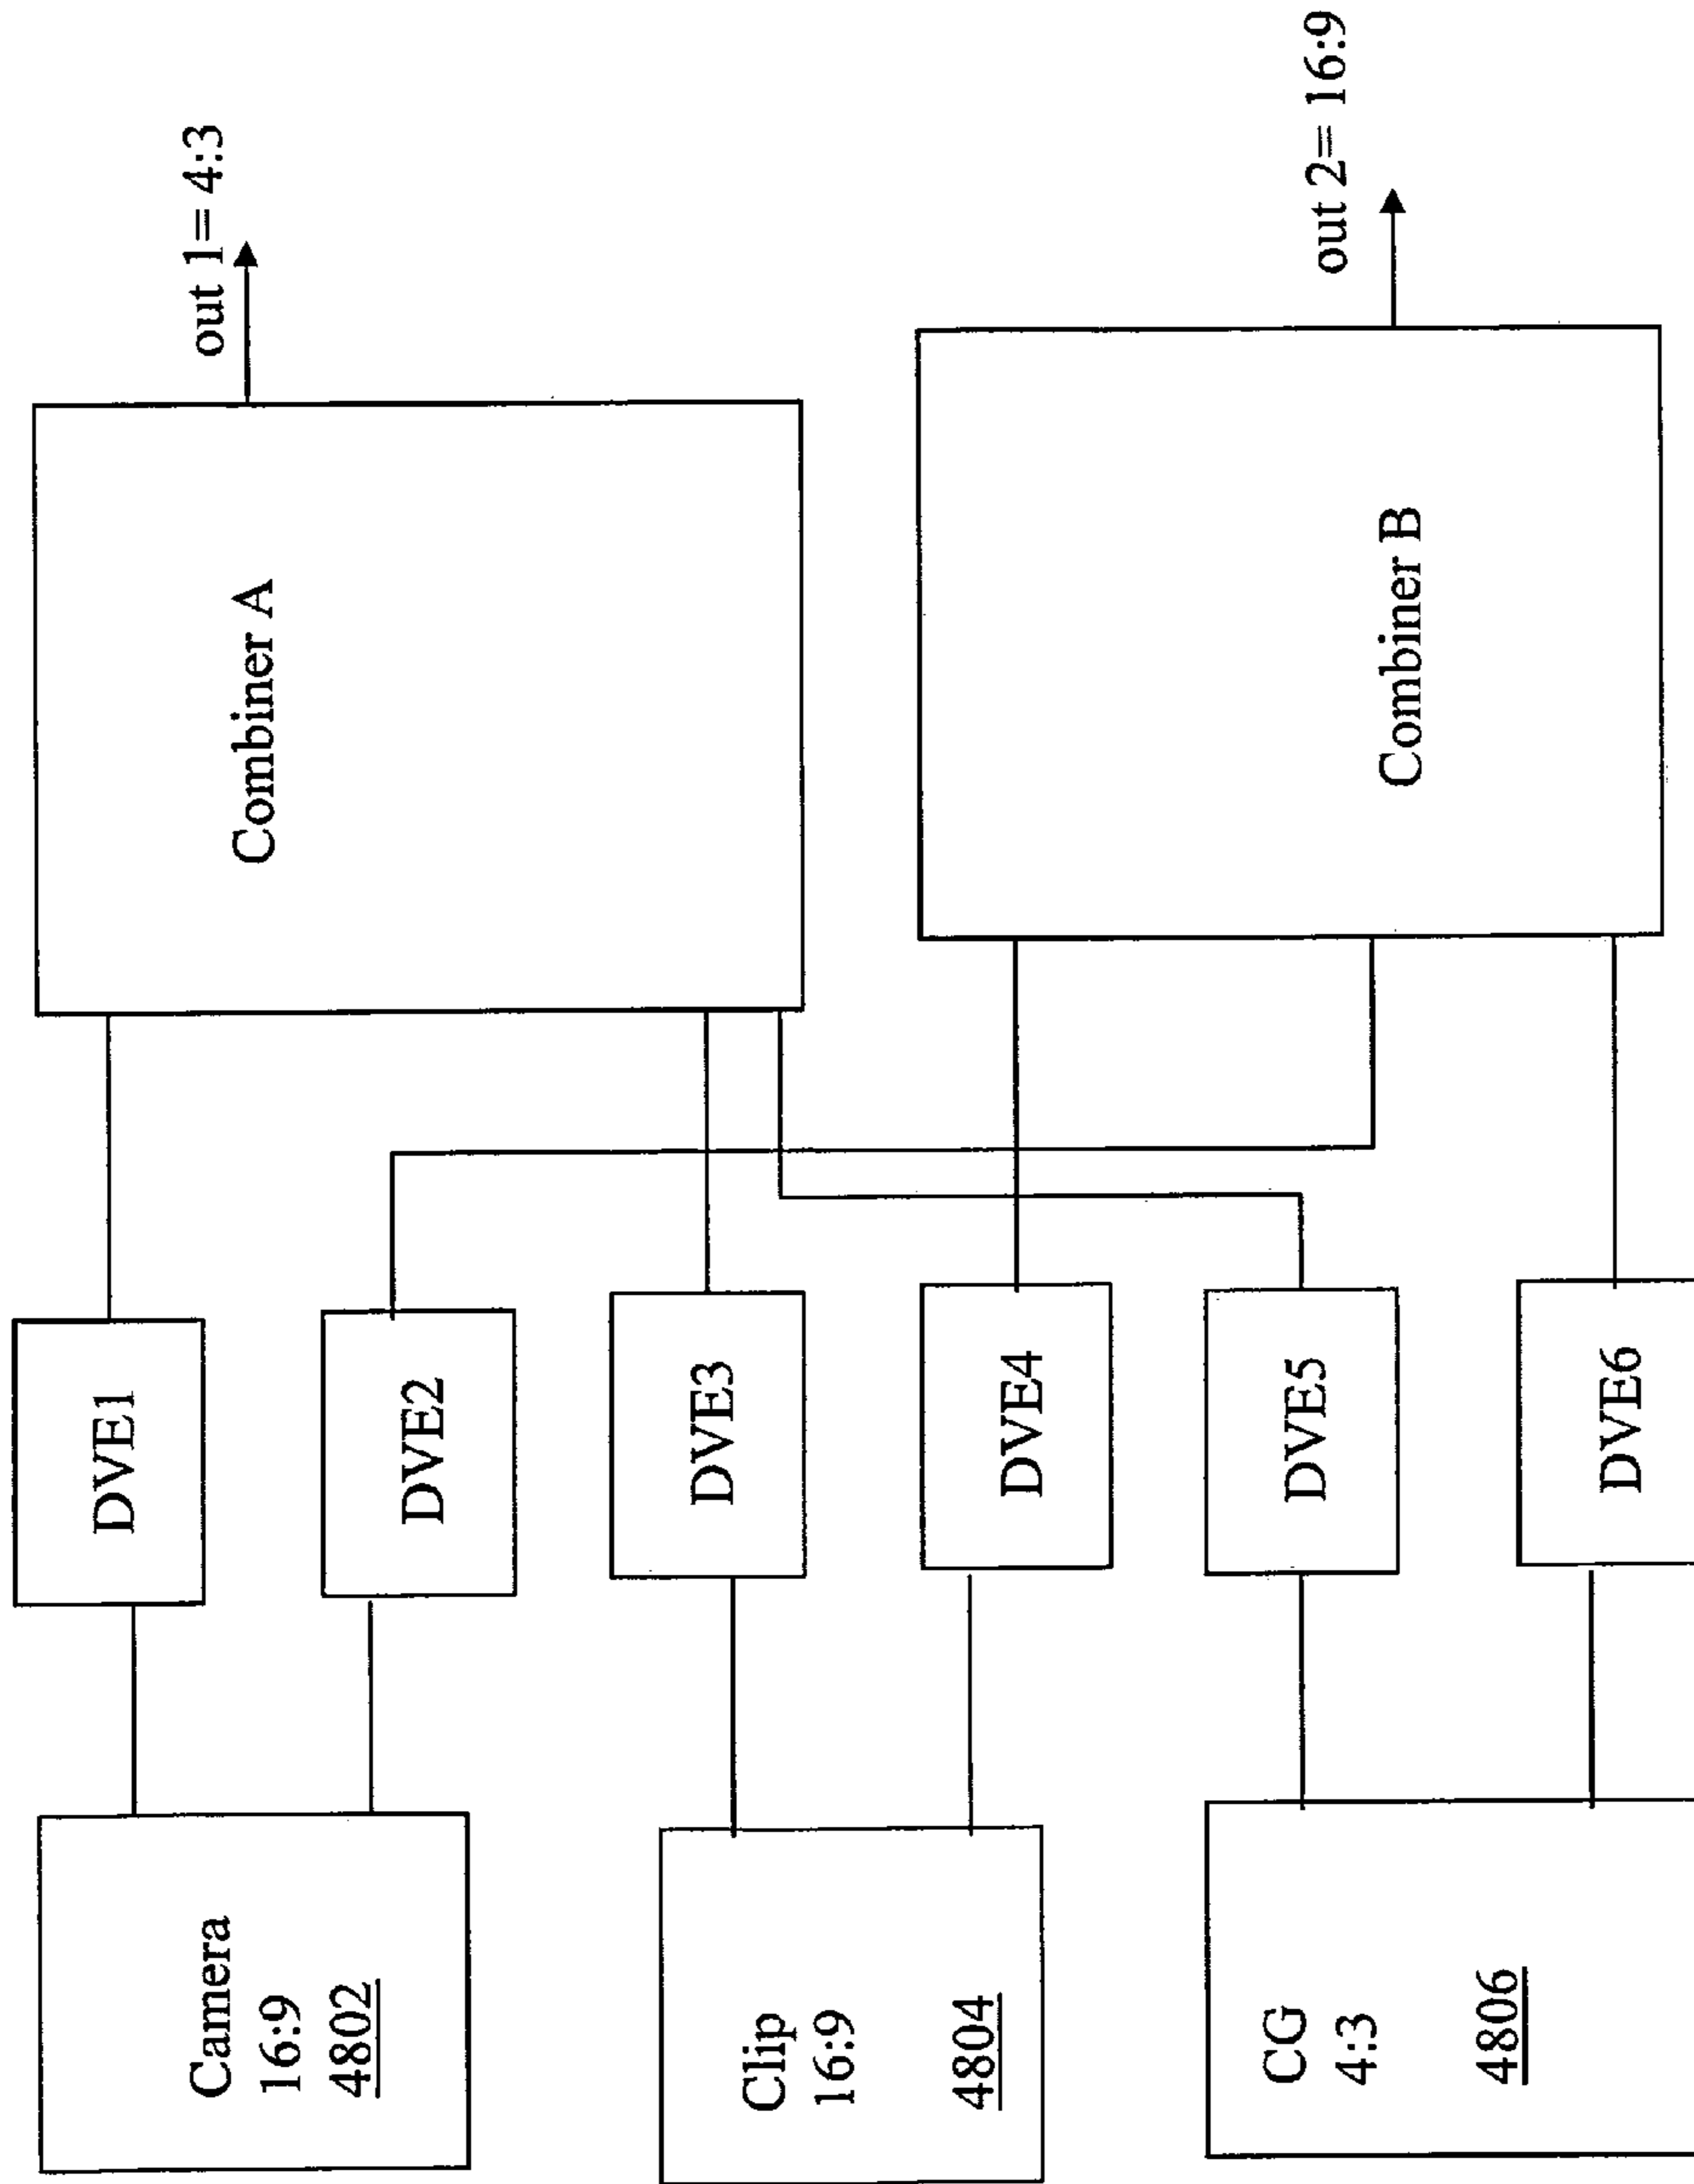 Camera
16:9
4802
Clip
16:9
4804
CG
4:3
4806
DVE1
DVE2
DVE3
DVE4
DVE5
DVE6
Combiner A
Combiner B
out 1= 4:3
out 2= 16:9